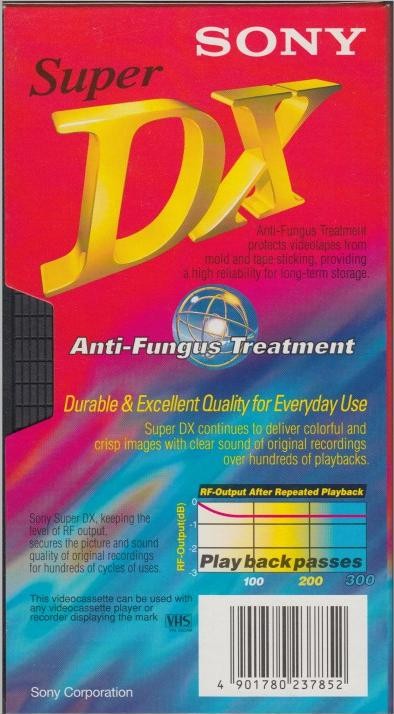 SONY
Super
DX
Anti-Fungus Treatment
protects videotapes from
mold and tape sticking, providing
a high reliability for long-term storage.
Anti-Fungus Treatment
Durable & Excellent Quality for Everyday Use
Super DX continues to deliver colorful and
crisp images with clear sound of original recordings
over hundreds of playbacks.
Sony Super DX, keeping the
level of RF output,
secures the picture and sound
quality of original recordings
for hundreds of cycles of uses.
RF-Output After Repeated Playback
RF-Output(dB)
0
-1
-2
-3
Playback passes
100 200 300
This videocassette can be used with
any videocassette player or
recorder displaying the mark VHS
Sony Corporation
4 901780 237852